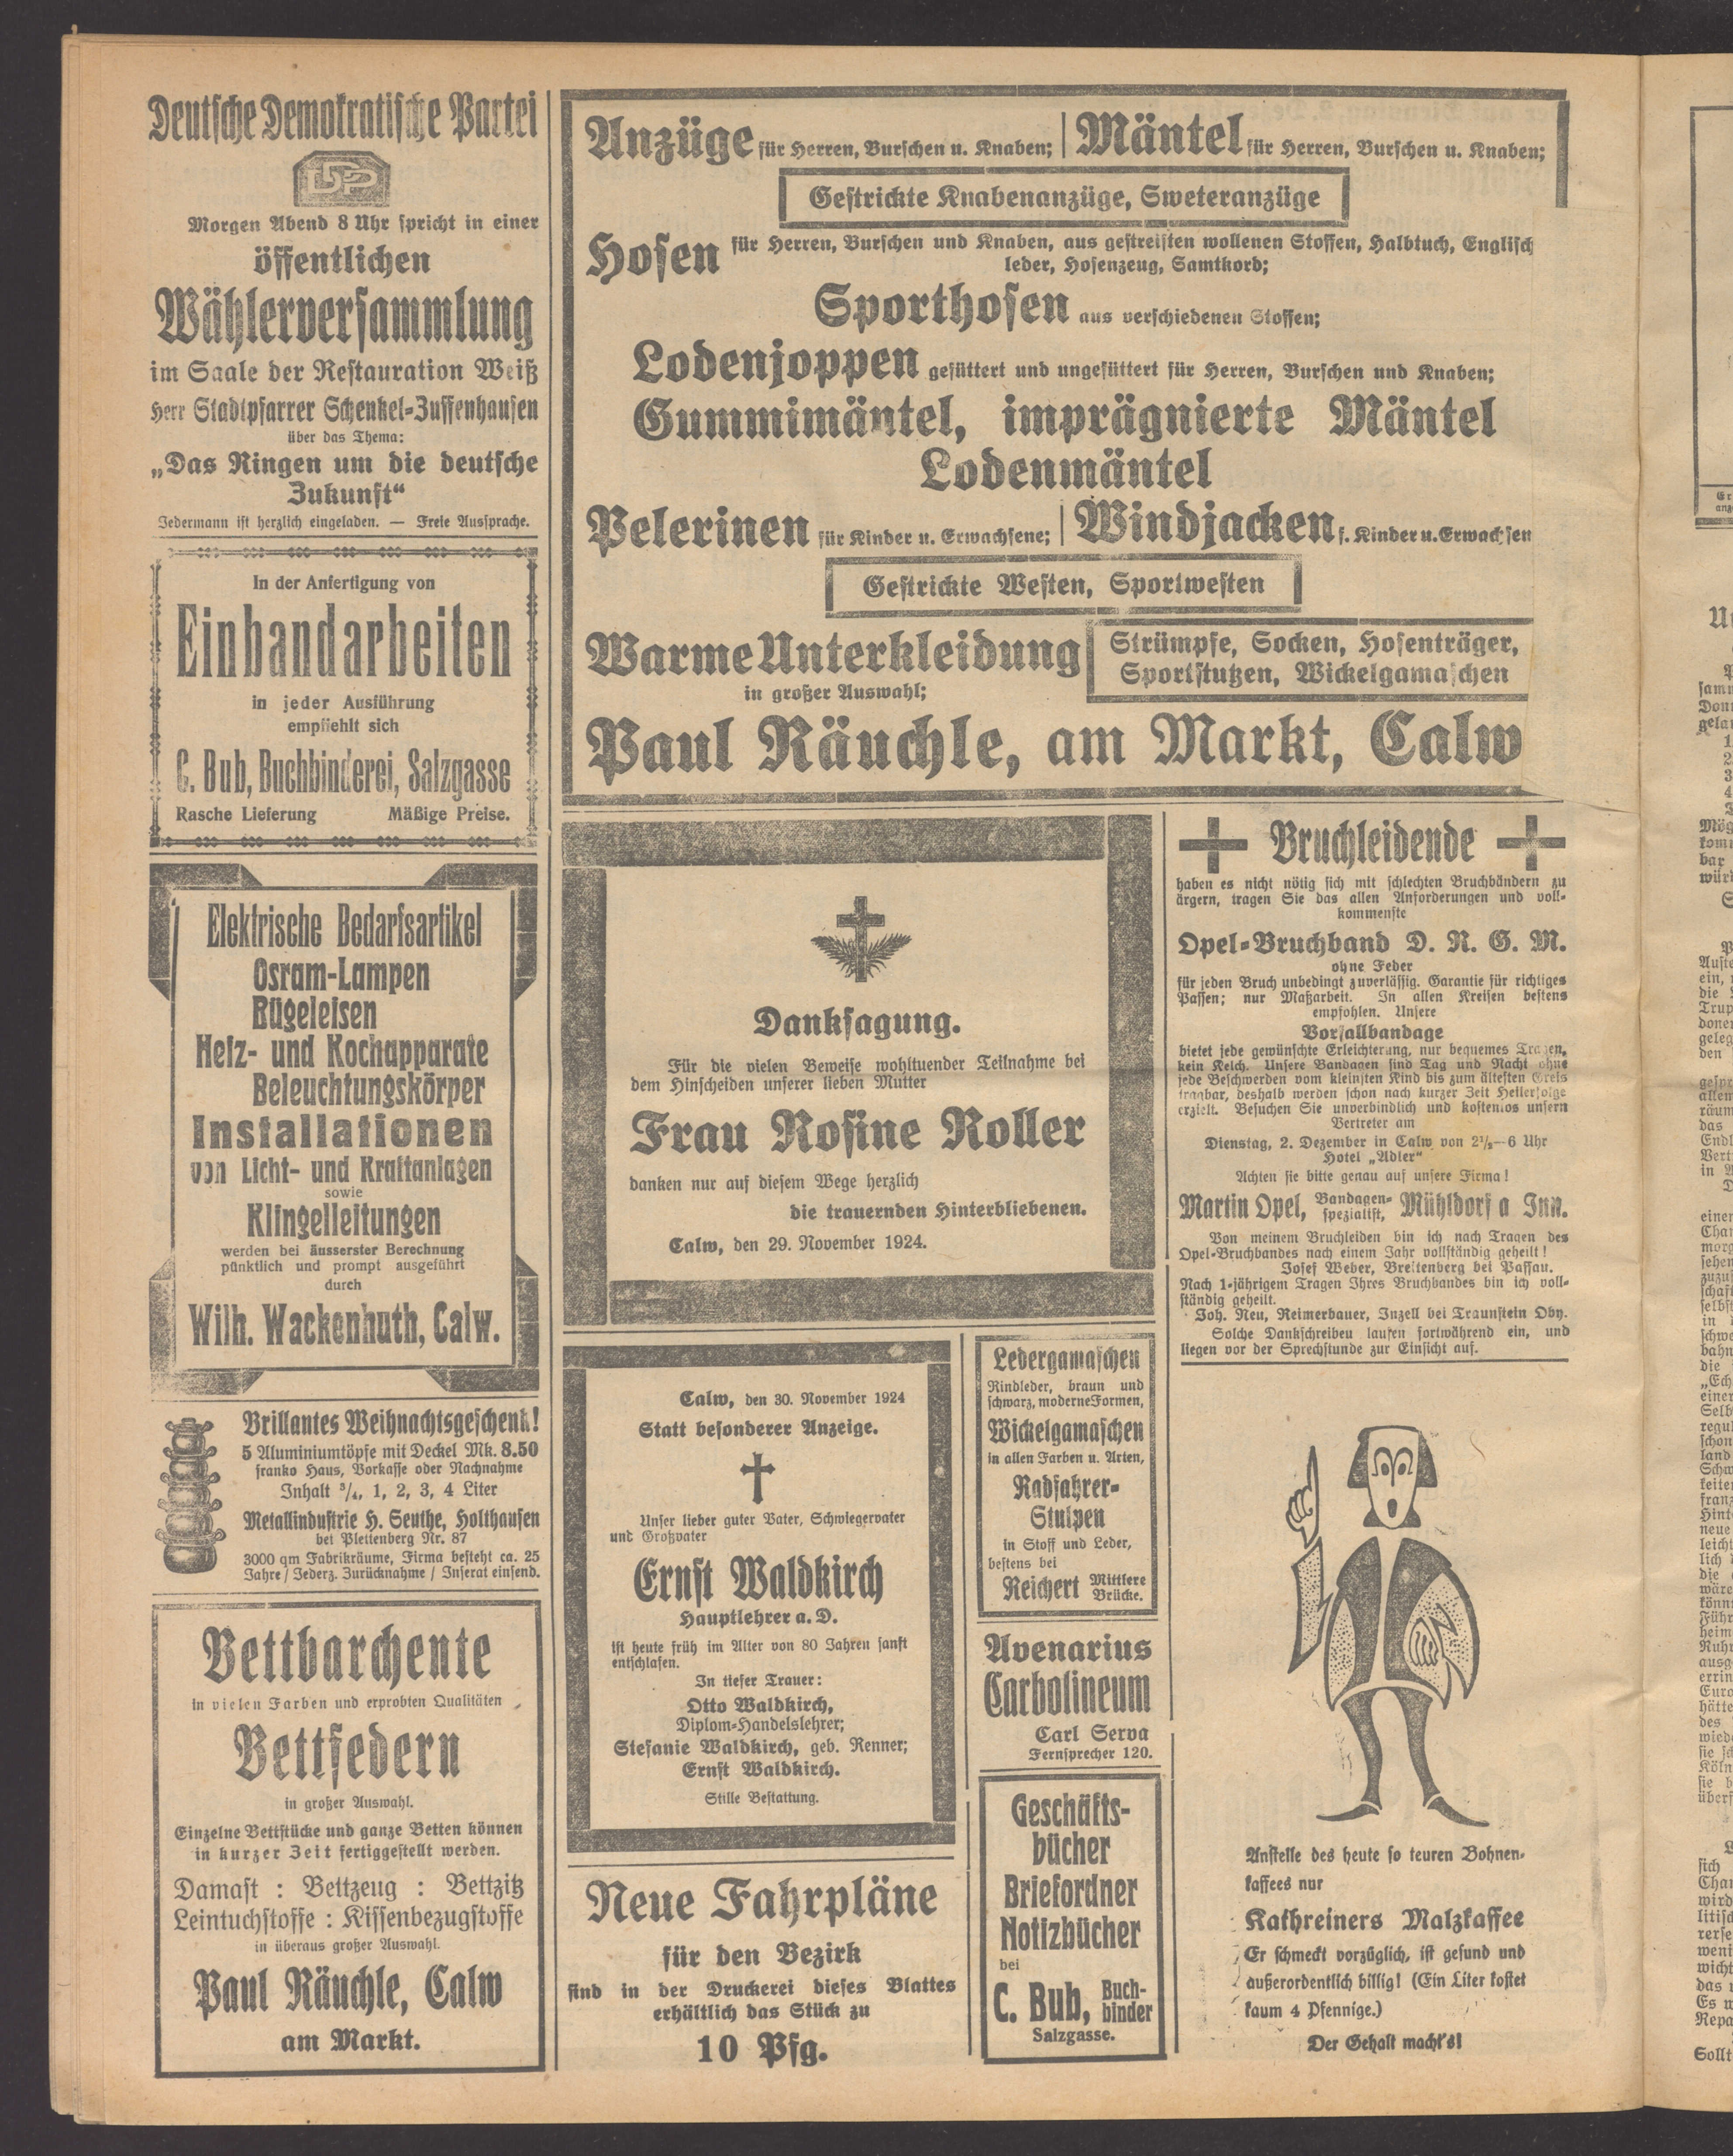 Deutsche Demokratische Partei
DDP
Morgen Abend 8 Uhr spricht in einer
öffentlichen
Wählerversammlung
im Saale der Restauration Weiß
Herr Stadtpfarrer Schenkel-Zuffenhausen
über das Thema:
„Das Ringen um die deutsche
Zukunft“
Jedermann ist herzlich eingeladen. — Freie Aussprache.
In der Anfertigung von
Einbandarbeiten
in jeder Ausführung
empfiehlt sich
C. Bub, Buchbinderei, Salzgasse
Rasche Lieferung Mäßige Preise.
Elektrische Bedarfsartikel
Osram-Lampen
Bügeleisen
Heiz- und Kochapparate
Beleuchtungskörper
Installationen
von Licht- und Kraftanlagen
sowie
Klingelleitungen
werden bei äusserster Berechnung
pünktlich und prompt ausgeführt
durch
Wilh. Wackenhuth, Calw.
Brillantes Weihnachtsgeschenk!
5 Aluminiumtöpfe mit Deckel Mk. 8.50
franko Haus, Vorkasse oder Nachnahme
Inhalt ¾, 1, 2, 3, 4 Liter
Metallindustrie H. Seuthe, Holthausen
bei Plettenberg Nr. 87
3000 qm Fabrikräume, Firma besteht ca. 25
Jahre / Jederz. Zurücknahme / Inserat einsend.
Bettbarchente
in vielen Farben und erprobten Qualitäten
Bettfedern
in großer Auswahl.
Einzelne Bettstücke und ganze Betten können
in kurzer Zeit fertiggestellt werden.
Damast : Bettzeug : Bettzitz
Leintuchstoffe : Kissenbezugstoffe
in überaus großer Auswahl.
Paul Räuchle, Calw
am Markt.
Anzüge für Herren, Burschen u. Knaben; Mäntel für Herren, Burschen u. Knaben;
Gestrickte Knabenanzüge, Sweteranzüge
Hosen für Herren, Burschen und Knaben, aus gestreiften wollenen Stoffen, Halbtuch, Englisch
leder, Hosenzeug, Samtkord;
Sporthosen aus verschiedenen Stoffen;
Lodenjoppen gefüttert und ungefüttert für Herren, Burschen und Knaben;
Gummimäntel, imprägnierte Mäntel
Lodenmäntel
Pelerinen für Kinder u. Erwachsene; Windjacken f. Kinder u. Erwachsen
Gestrickte Westen, Sportwesten
Warme Unterkleidung
in großer Auswahl;
Strümpfe, Socken, Hosenträger,
Sportstutzen, Wickelgamaschen
Paul Räuchle, am Markt, Calw
Danksagung.
Für die vielen Beweise wohltuender Teilnahme bei
dem Hinscheiden unserer lieben Mutter
Frau Rosine Roller
danken nur auf diesem Wege herzlich
die trauernden Hinterbliebenen.
Calw, den 29. November 1924.
Bruchleidende
haben es nicht nötig sich mit schlechten Bruchbändern zu
ärgern, tragen Sie das allen Anforderungen und voll-
kommenste
Opel-Bruchband D. R. G. M.
ohne Feder
für jeden Bruch unbedingt zuverlässig. Garantie für richtiges
Passen; nur Maßarbeit. In allen Kreisen bestens
empfohlen. Unsere
Vorfallbandage
bietet jede gewünschte Erleichterung, nur bequemes Tragen,
kein Kelch. Unsere Bandagen sind Tag und Nacht ohne
jede Beschwerden vom kleinsten Kind bis zum ältesten Greis
tragbar, deshalb werden schon nach kurzer Zeit Heilerfolge
erzielt. Besuchen Sie unverbindlich und kostenlos unsern
Vertreter am
Dienstag, 2. Dezember in Calw von 2½—6 Uhr
Hotel „Adler“
Achten sie bitte genau auf unsere Firma!
Martin Opel, Bandagen-
spezialist, Mühldorf a Inn.
Von meinem Bruchleiden bin ich nach Tragen des
Opel-Bruchbandes nach einem Jahr vollständig geheilt!
Josef Weber, Breitenberg bei Passau.
Nach 1-jährigem Tragen Ihres Bruchbandes bin ich voll-
ständig geheilt.
Joh. Neu, Reimerbauer, Inzell bei Traunstein Oby.
Solche Dankschreiben laufen fortwährend ein, und
liegen vor der Sprechstunde zur Einsicht auf.
Calw, den 30. November 1924
Statt besonderer Anzeige.
Unser lieber guter Vater, Schwiegervater
und Großvater
Ernst Waldkirch
Hauptlehrer a. D.
ist heute früh im Alter von 80 Jahren sanft
entschlafen.
In tiefer Trauer:
Otto Waldkirch,
Diplom-Handelslehrer;
Stefanie Waldkirch, geb. Renner;
Ernst Waldkirch.
Stille Bestattung.
Neue Fahrpläne
für den Bezirk
sind in der Druckerei dieses Blattes
erhältlich das Stück zu
10 Pfg.
Ledergamaschen
Rindleder, braun und
schwarz, moderne Formen,
Wickelgamaschen
in allen Farben u. Arten,
Radfahrer-
Stulpen
in Stoff und Leder,
bestens bei
Reichert Mittlere
Brücke.
Avenarius
Carbolineum
Carl Serva
Fernsprecher 120.
Geschäfts-
bücher
Briefordner
Notizbücher
bei
C. Bub, Buch-
binder
Salzgasse.
Anstelle des heute so teuren Bohnen-
kaffees nur
Kathreiners Malzkaffee
Er schmeckt vorzüglich, ist gesund und
außerordentlich billig! (Ein Liter kostet
kaum 4 Pfennige.)
Der Gehalt macht's!